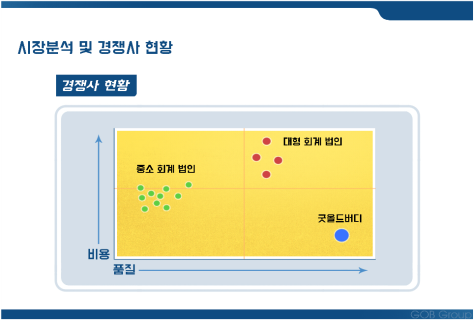 시장분석 및 경쟁사 현황
경쟁사 현황
대형 회계 법인
중소 회계 법인
굿올드버디
비용
품질
GOB Group